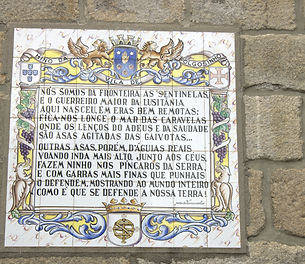 NÓS SOMOS DA FRONTEIRA AS SENTINELAS,
E O GUERREIRO MAIOR DA LUSITÂNIA
AQUI NASCEU, EM ERAS BEM REMOTAS;
FICA-NOS LONGE, O MAR DAS CARAVELAS
ONDE OS LENÇOS DO ADEUS E DA SAUDADE
SÃO ASAS AGITADAS DAS GAIVOTAS...
OUTRAS ASAS, PORÉM, D'ÁGUIAS REAIS,
VOANDO INDA MAIS ALTO, JUNTO AOS CÉUS,
FAZEM NINHO NOS PÍNCAROS DA SERRA,
E COM GARRAS MAIS FINAS QUE PUNHAIS
O DEFENDEM, MOSTRANDO AO MUNDO INTEIRO
COMO É QUE SE DEFENDE A NOSSA TERRA!